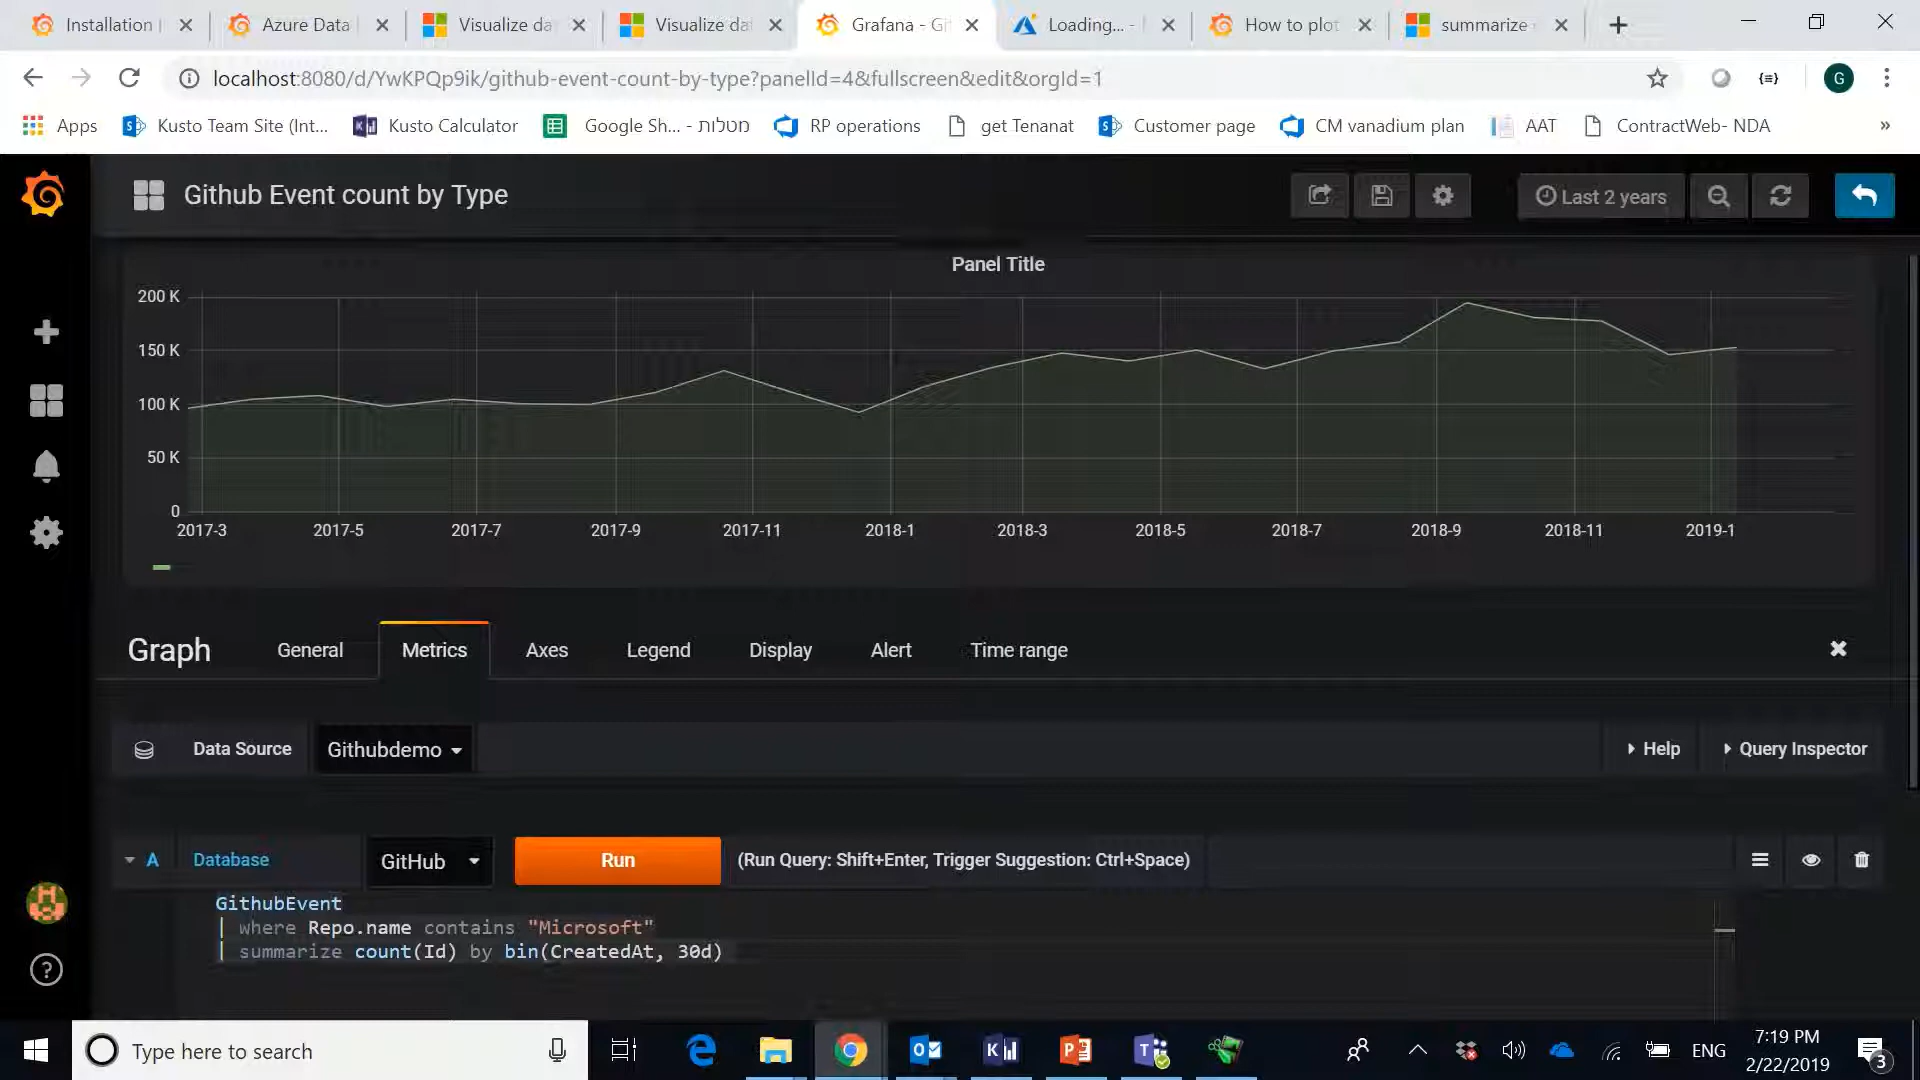 Installation
Azure Data
Visualize da
Visualize dat
Grafana - Gi
Loading... -
How to plot
summarize
localhost:8080/d/YwKPQp9ik/github-event-count-by-type?panelId=4&fullscreen&edit&orgId=1
G
Apps
Kusto Team Site (Int...
Kusto Calculator
Google Sh... - מטלות
RP operations
get Tenanat
Customer page
CM vanadium plan
AAT
ContractWeb- NDA
»
Github Event count by Type
Last 2 years
Panel Title
200 K
150 K
100 K
50 K
0
2017-3 2017-5 2017-7 2017-9 2017-11 2018-1 2018-3 2018-5 2018-7 2018-9 2018-11 2019-1
Graph
General
Metrics
Axes
Legend
Display
Alert
Time range
Data Source
Githubdemo
Help
Query Inspector
A
Database
GitHub
Run
(Run Query: Shift+Enter, Trigger Suggestion: Ctrl+Space)
GithubEvent
| where Repo.name contains "Microsoft"
| summarize count(Id) by bin(CreatedAt, 30d)
Type here to search
ENG
7:19 PM
2/22/2019
3